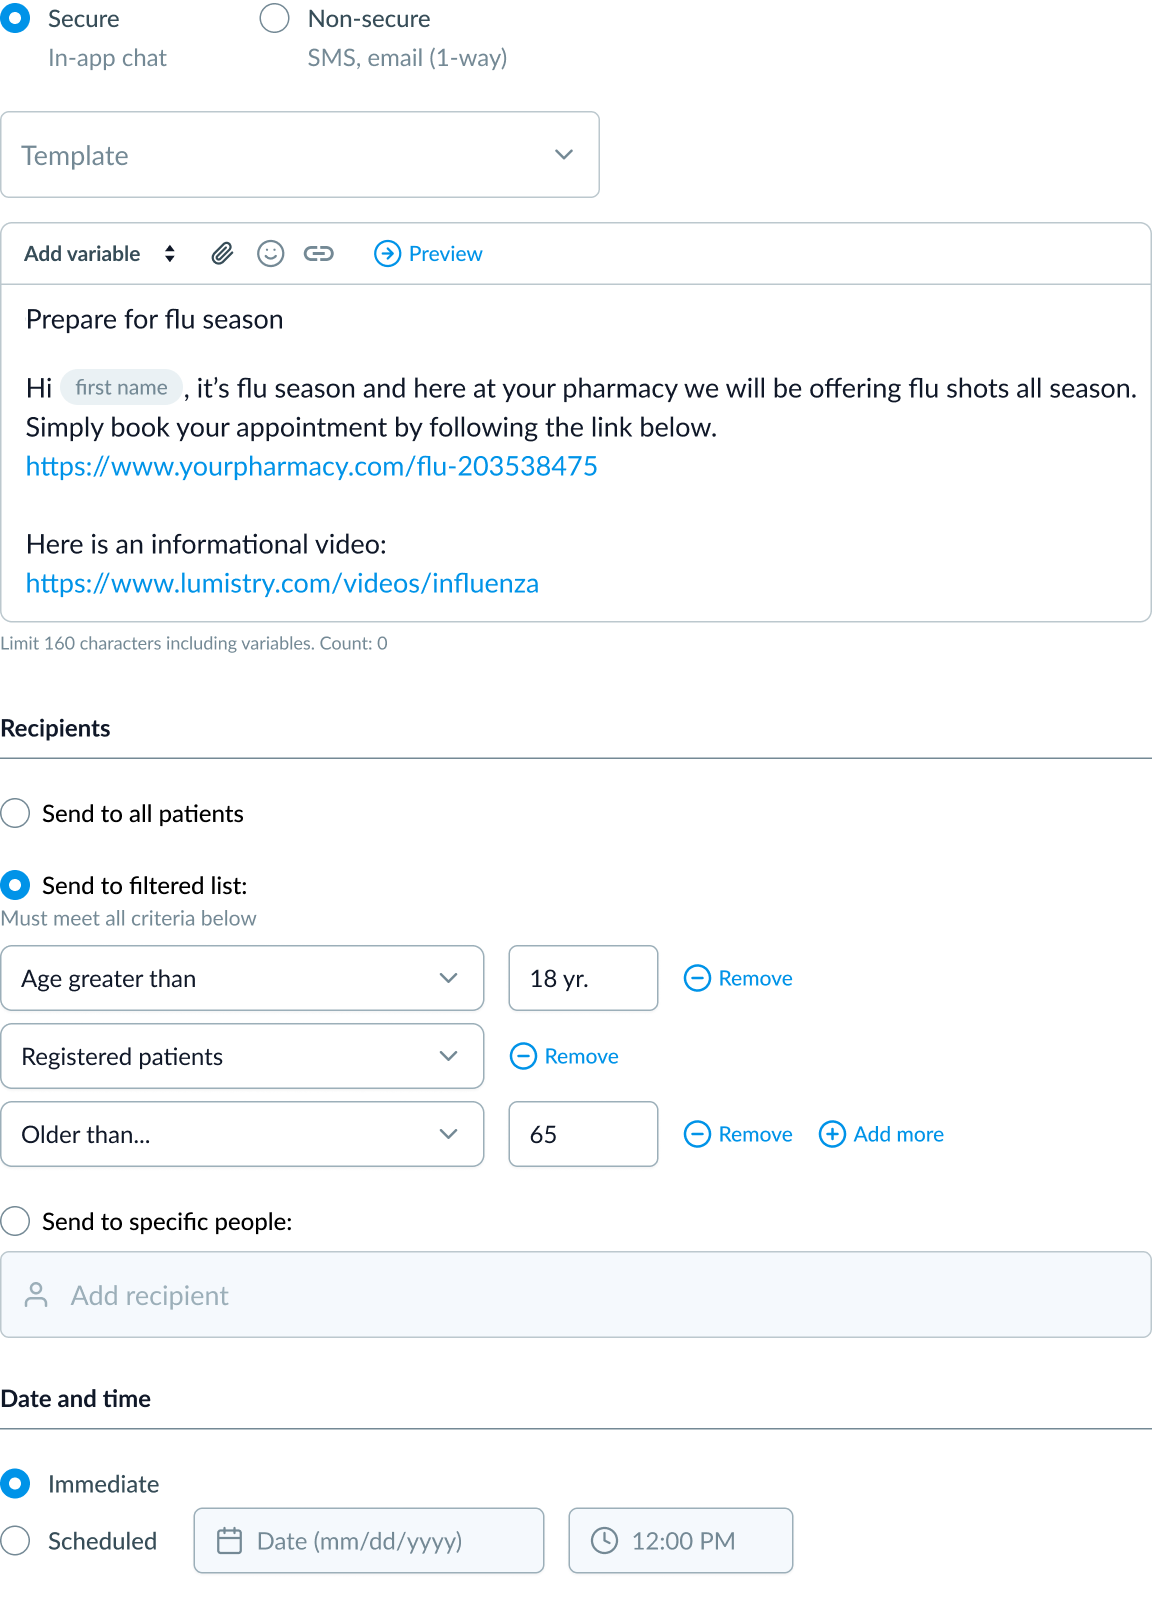 Secure
Non-secure
In-app chat
SMS, email (1-way)
Template
Add variable
Preview
Prepare for flu season
Hi first name , it’s flu season and here at your pharmacy we will be offering flu shots all season.
Simply book your appointment by following the link below.
https://www.yourpharmacy.com/flu-203538475
Here is an informational video:
https://www.lumistry.com/videos/influenza
Limit 160 characters including variables. Count: 0
Recipients
Send to all patients
Send to filtered list:
Must meet all criteria below
Age greater than
18 yr.
Remove
Registered patients
Remove
Older than...
65
Remove
Add more
Send to specific people:
Add recipient
Date and time
Immediate
Scheduled
Date (mm/dd/yyyy)
12:00 PM